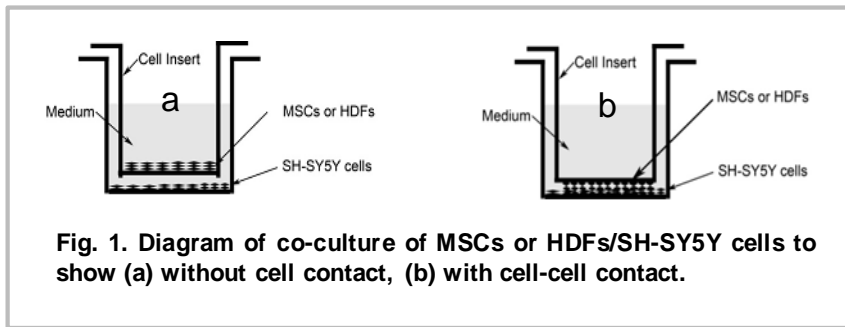 Cell Insert
a
Medium
MSCs or HDFs
SH-SY5Y cells
Cell Insert
b
Medium
MSCs or HDFs
SH-SY5Y cells
Fig. 1. Diagram of co-culture of MSCs or HDFs/SH-SY5Y cells to
show (a) without cell contact, (b) with cell-cell contact.